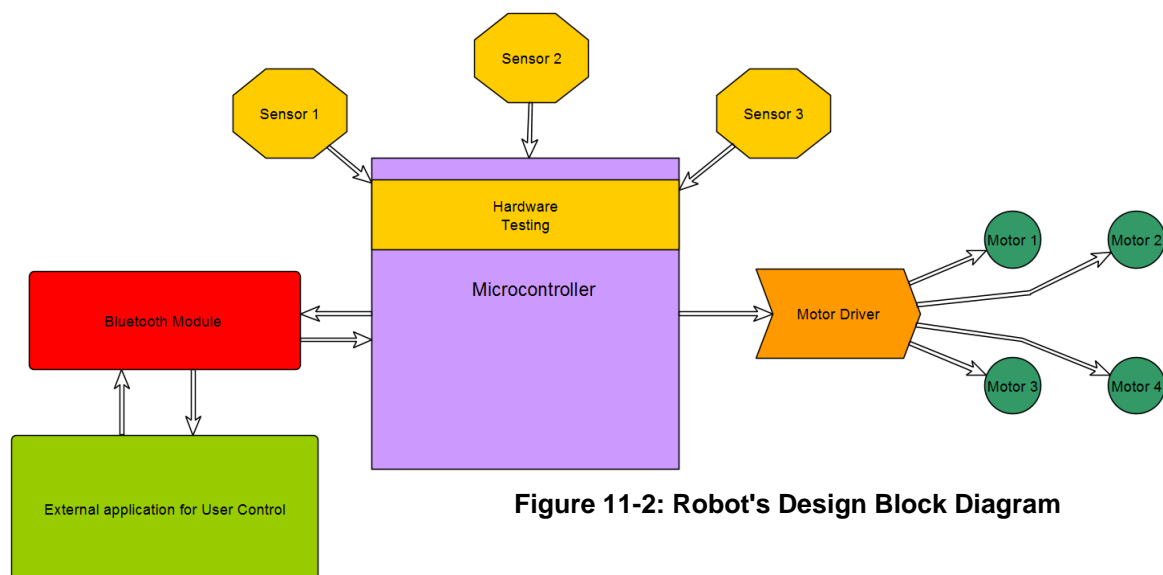 Sensor 2
Sensor 1
Sensor 3
Hardware
Testing
Motor 1
Motor 2
Microcontroller
Bluetooth Module
Motor Driver
Motor 3
Motor 4
External application for User Control
Figure 11-2: Robot's Design Block Diagram